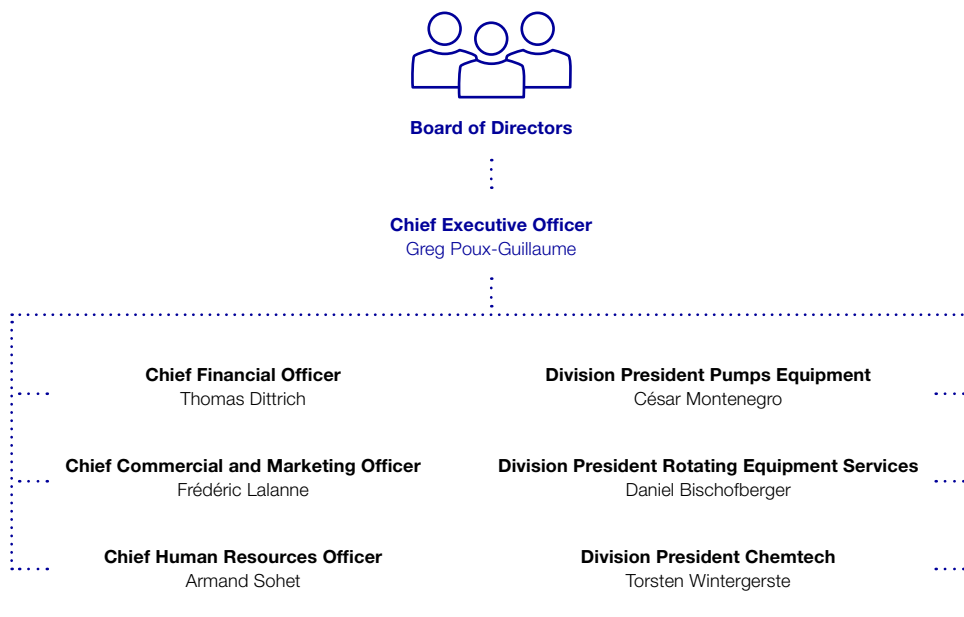 Board of Directors
Chief Executive Officer
Greg Poux-Guillaume
Chief Financial Officer
Thomas Dittrich
Division President Pumps Equipment
César Montenegro
Chief Commercial and Marketing Officer
Frédéric Lalanne
Division President Rotating Equipment Services
Daniel Bischofberger
Chief Human Resources Officer
Armand Sohet
Division President Chemtech
Torsten Wintergerste